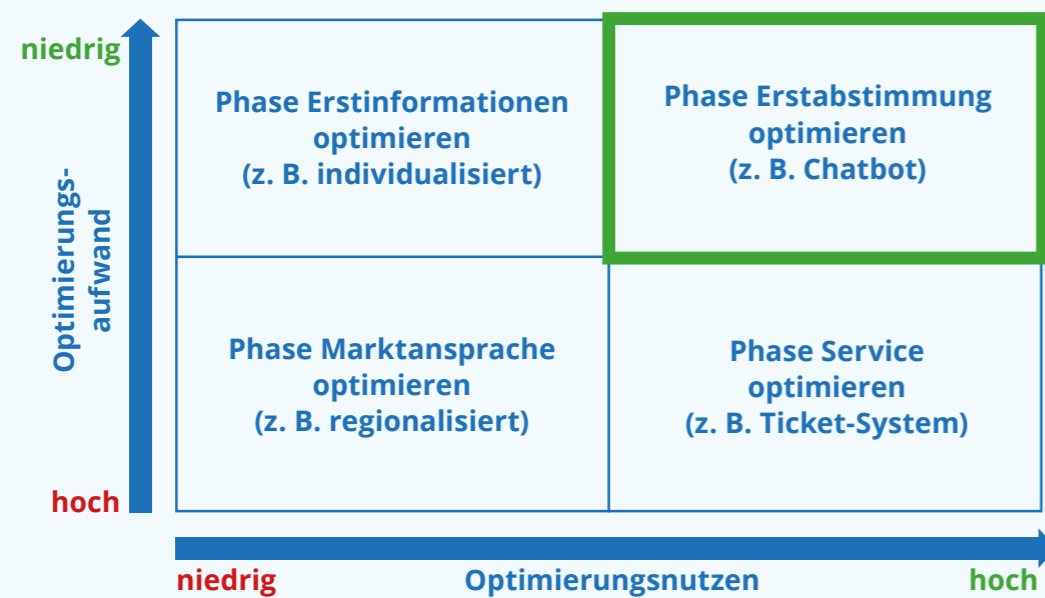 niedrig
Phase Erstinformationen
optimieren
(z. B. individualisiert)
Phase Erstabstimmung
optimieren
(z. B. Chatbot)
Optimierungs-
aufwand
Phase Marktansprache
optimieren
(z. B. regionalisiert)
Phase Service
optimieren
(z. B. Ticket-System)
hoch
niedrig
Optimierungsnutzen
hoch